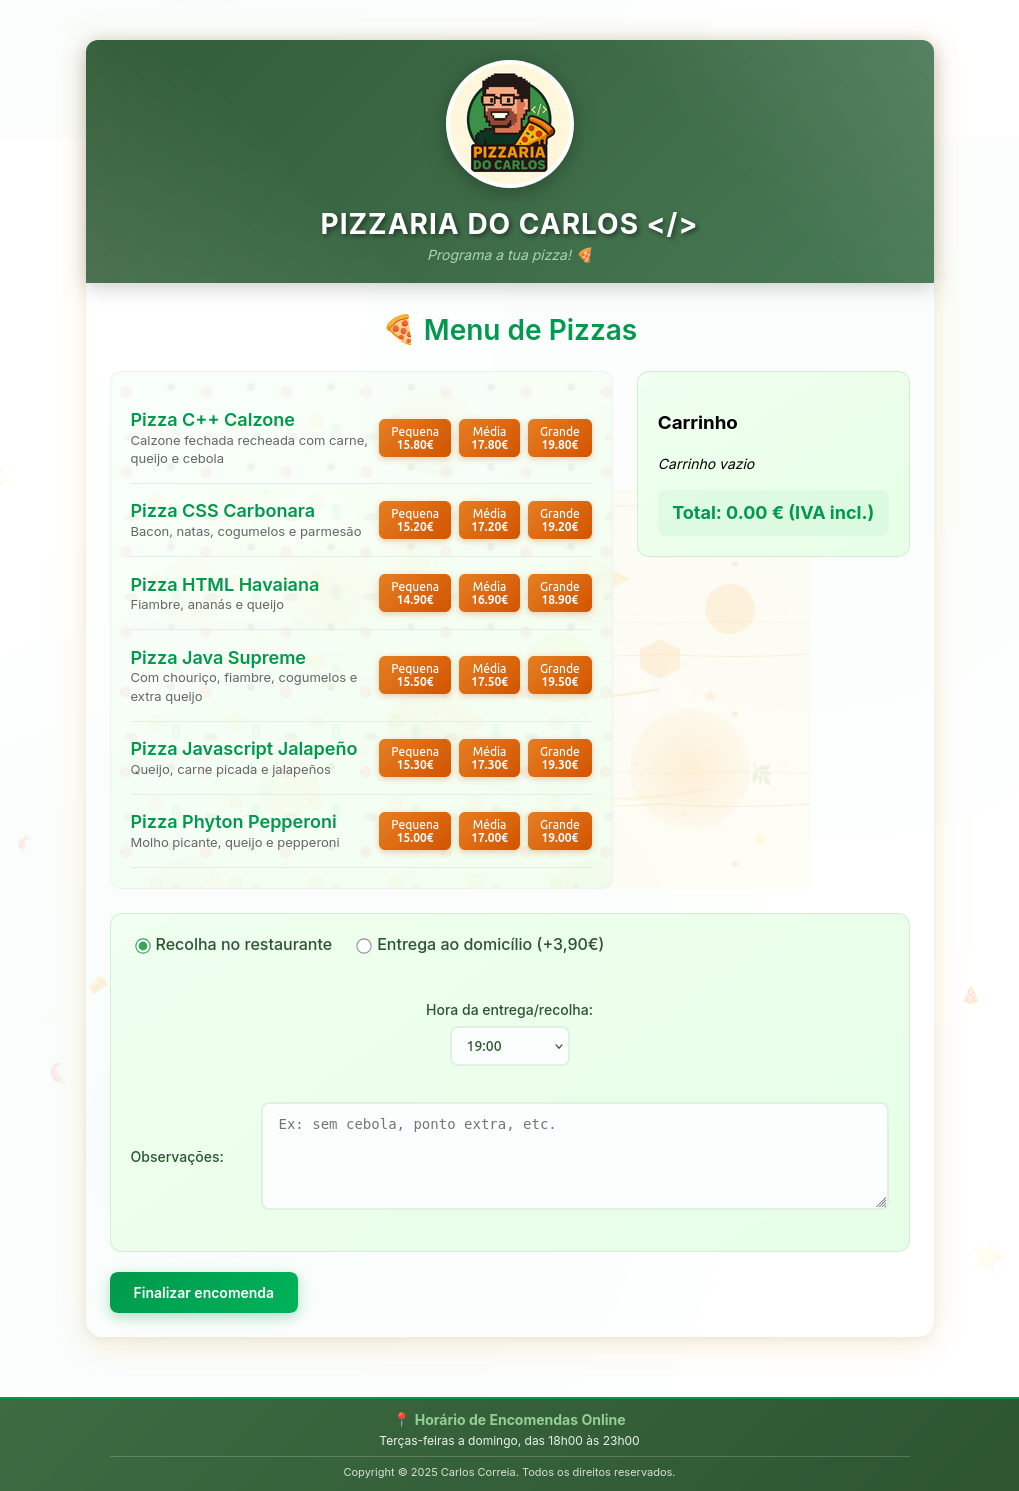 </>
PIZZARIA
DO CARLOS
PIZZARIA DO CARLOS </>
Programa a tua pizza! 🍕
🍕 Menu de Pizzas
Pizza C++ Calzone
Calzone fechada recheada com carne,
queijo e cebola
Pequena Média Grande
15.80€ 17.80€ 19.80€
Pizza CSS Carbonara
Bacon, natas, cogumelos e parmesão
Pequena Média Grande
15.20€ 17.20€ 19.20€
Pizza HTML Havaiana
Fiambre, ananás e queijo
Pequena Média Grande
14.90€ 16.90€ 18.90€
Pizza Java Supreme
Com chouriço, fiambre, cogumelos e
extra queijo
Pequena Média Grande
15.50€ 17.50€ 19.50€
Pizza Javascript Jalapeño
Queijo, carne picada e jalapeños
Pequena Média Grande
15.30€ 17.30€ 19.30€
Pizza Phyton Pepperoni
Molho picante, queijo e pepperoni
Pequena Média Grande
15.00€ 17.00€ 19.00€
Carrinho
Carrinho vazio
Total: 0.00 € (IVA incl.)
Recolha no restaurante Entrega ao domicílio (+3,90€)
Hora da entrega/recolha:
19:00
Observações:
Ex: sem cebola, ponto extra, etc.
Finalizar encomenda
📍 Horário de Encomendas Online
Terças-feiras a domingo, das 18h00 às 23h00
Copyright © 2025 Carlos Correia. Todos os direitos reservados.